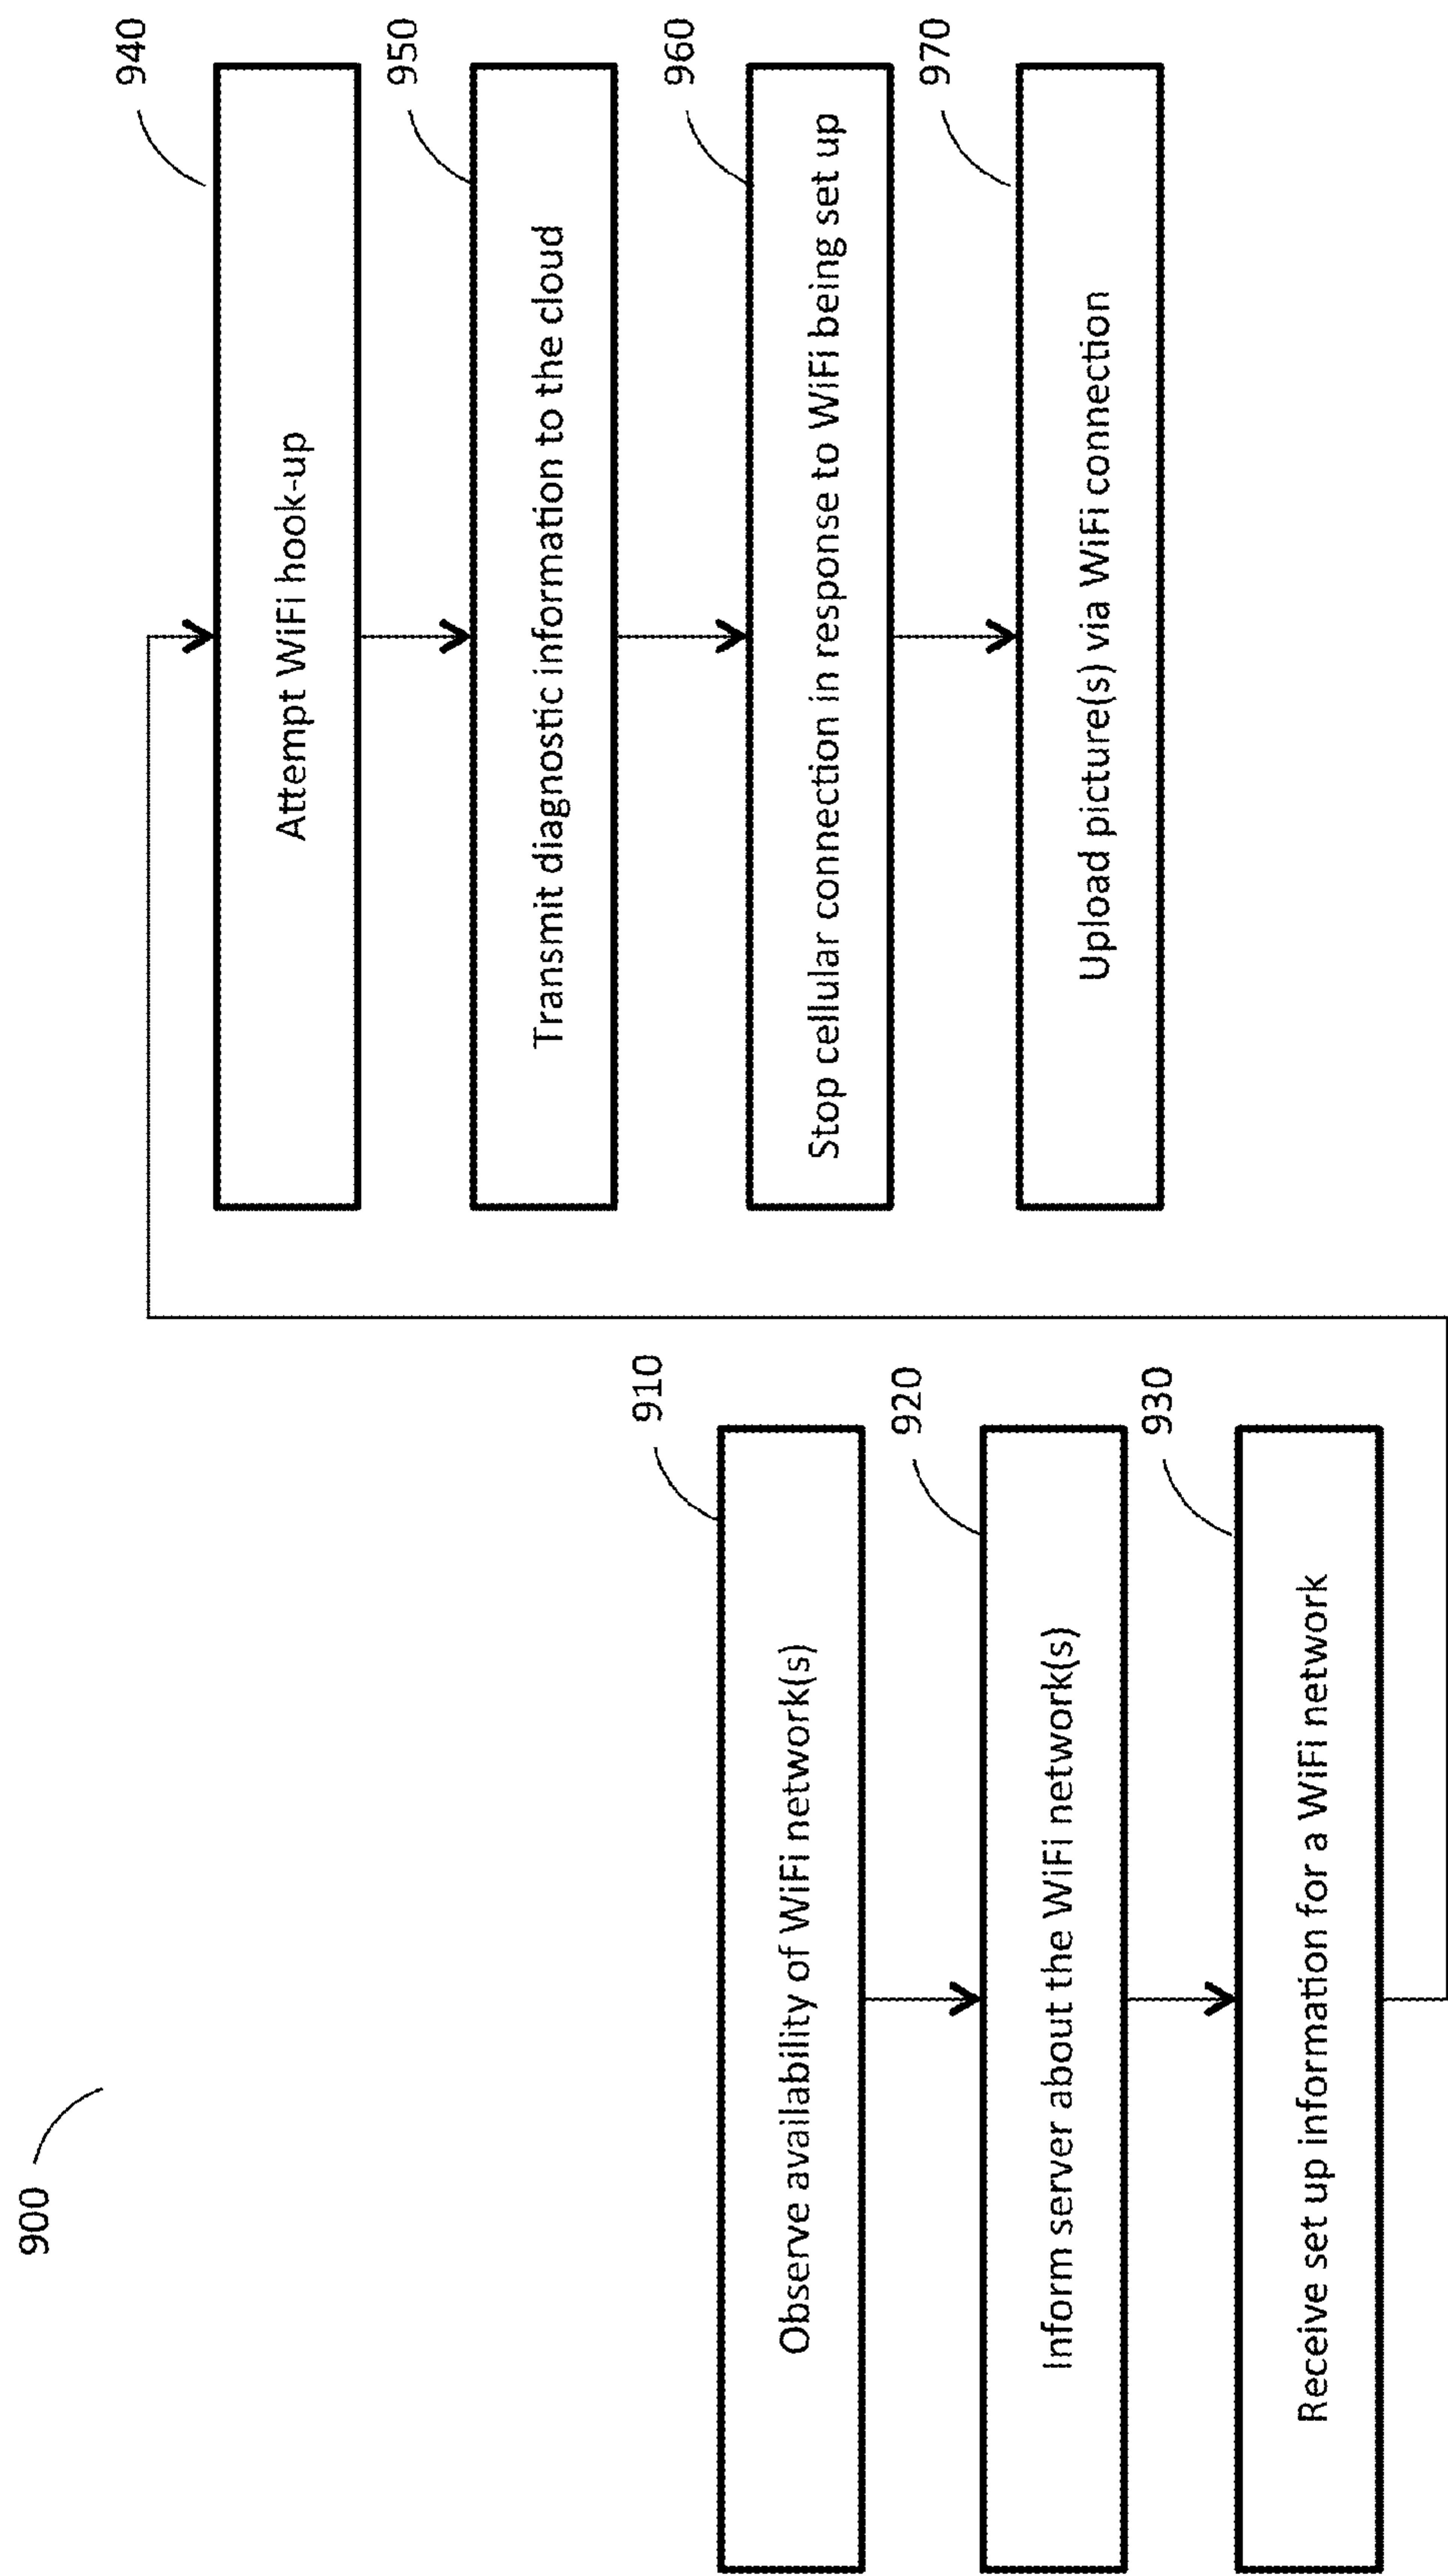 900
910
Observe availability of WiFi network(s)
920
Inform server about the WiFi network(s)
930
Receive set up information for a WiFi network
940
Attempt WiFi hook-up
950
Transmit diagnostic information to the cloud
960
Stop cellular connection in response to WiFi being set up
970
Upload picture(s) via WiFi connection